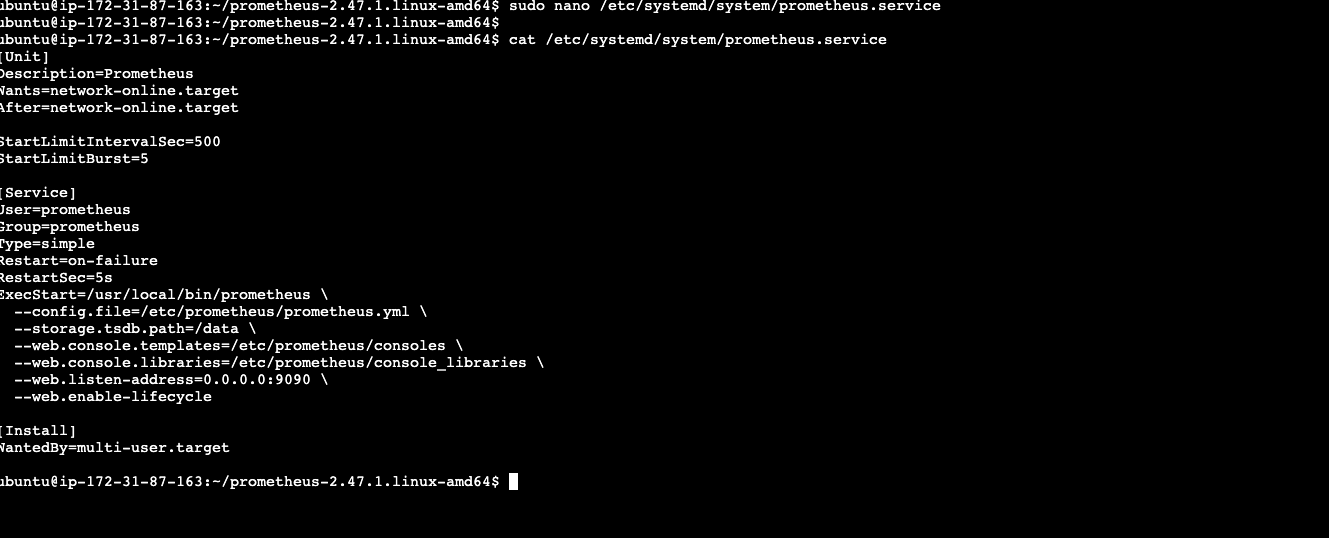 ubuntu@ip-172-31-87-163:~/prometheus-2.47.1.linux-amd64$ sudo nano /etc/systemd/system/prometheus.service
ubuntu@ip-172-31-87-163:~/prometheus-2.47.1.linux-amd64$
ubuntu@ip-172-31-87-163:~/prometheus-2.47.1.linux-amd64$ cat /etc/systemd/system/prometheus.service
[Unit]
Description=Prometheus
Wants=network-online.target
After=network-online.target

StartLimitIntervalSec=500
StartLimitBurst=5

[Service]
User=prometheus
Group=prometheus
Type=simple
Restart=on-failure
RestartSec=5s
ExecStart=/usr/local/bin/prometheus \
  --config.file=/etc/prometheus/prometheus.yml \
  --storage.tsdb.path=/data \
  --web.console.templates=/etc/prometheus/consoles \
  --web.console.libraries=/etc/prometheus/console_libraries \
  --web.listen-address=0.0.0.0:9090 \
  --web.enable-lifecycle

[Install]
WantedBy=multi-user.target

ubuntu@ip-172-31-87-163:~/prometheus-2.47.1.linux-amd64$